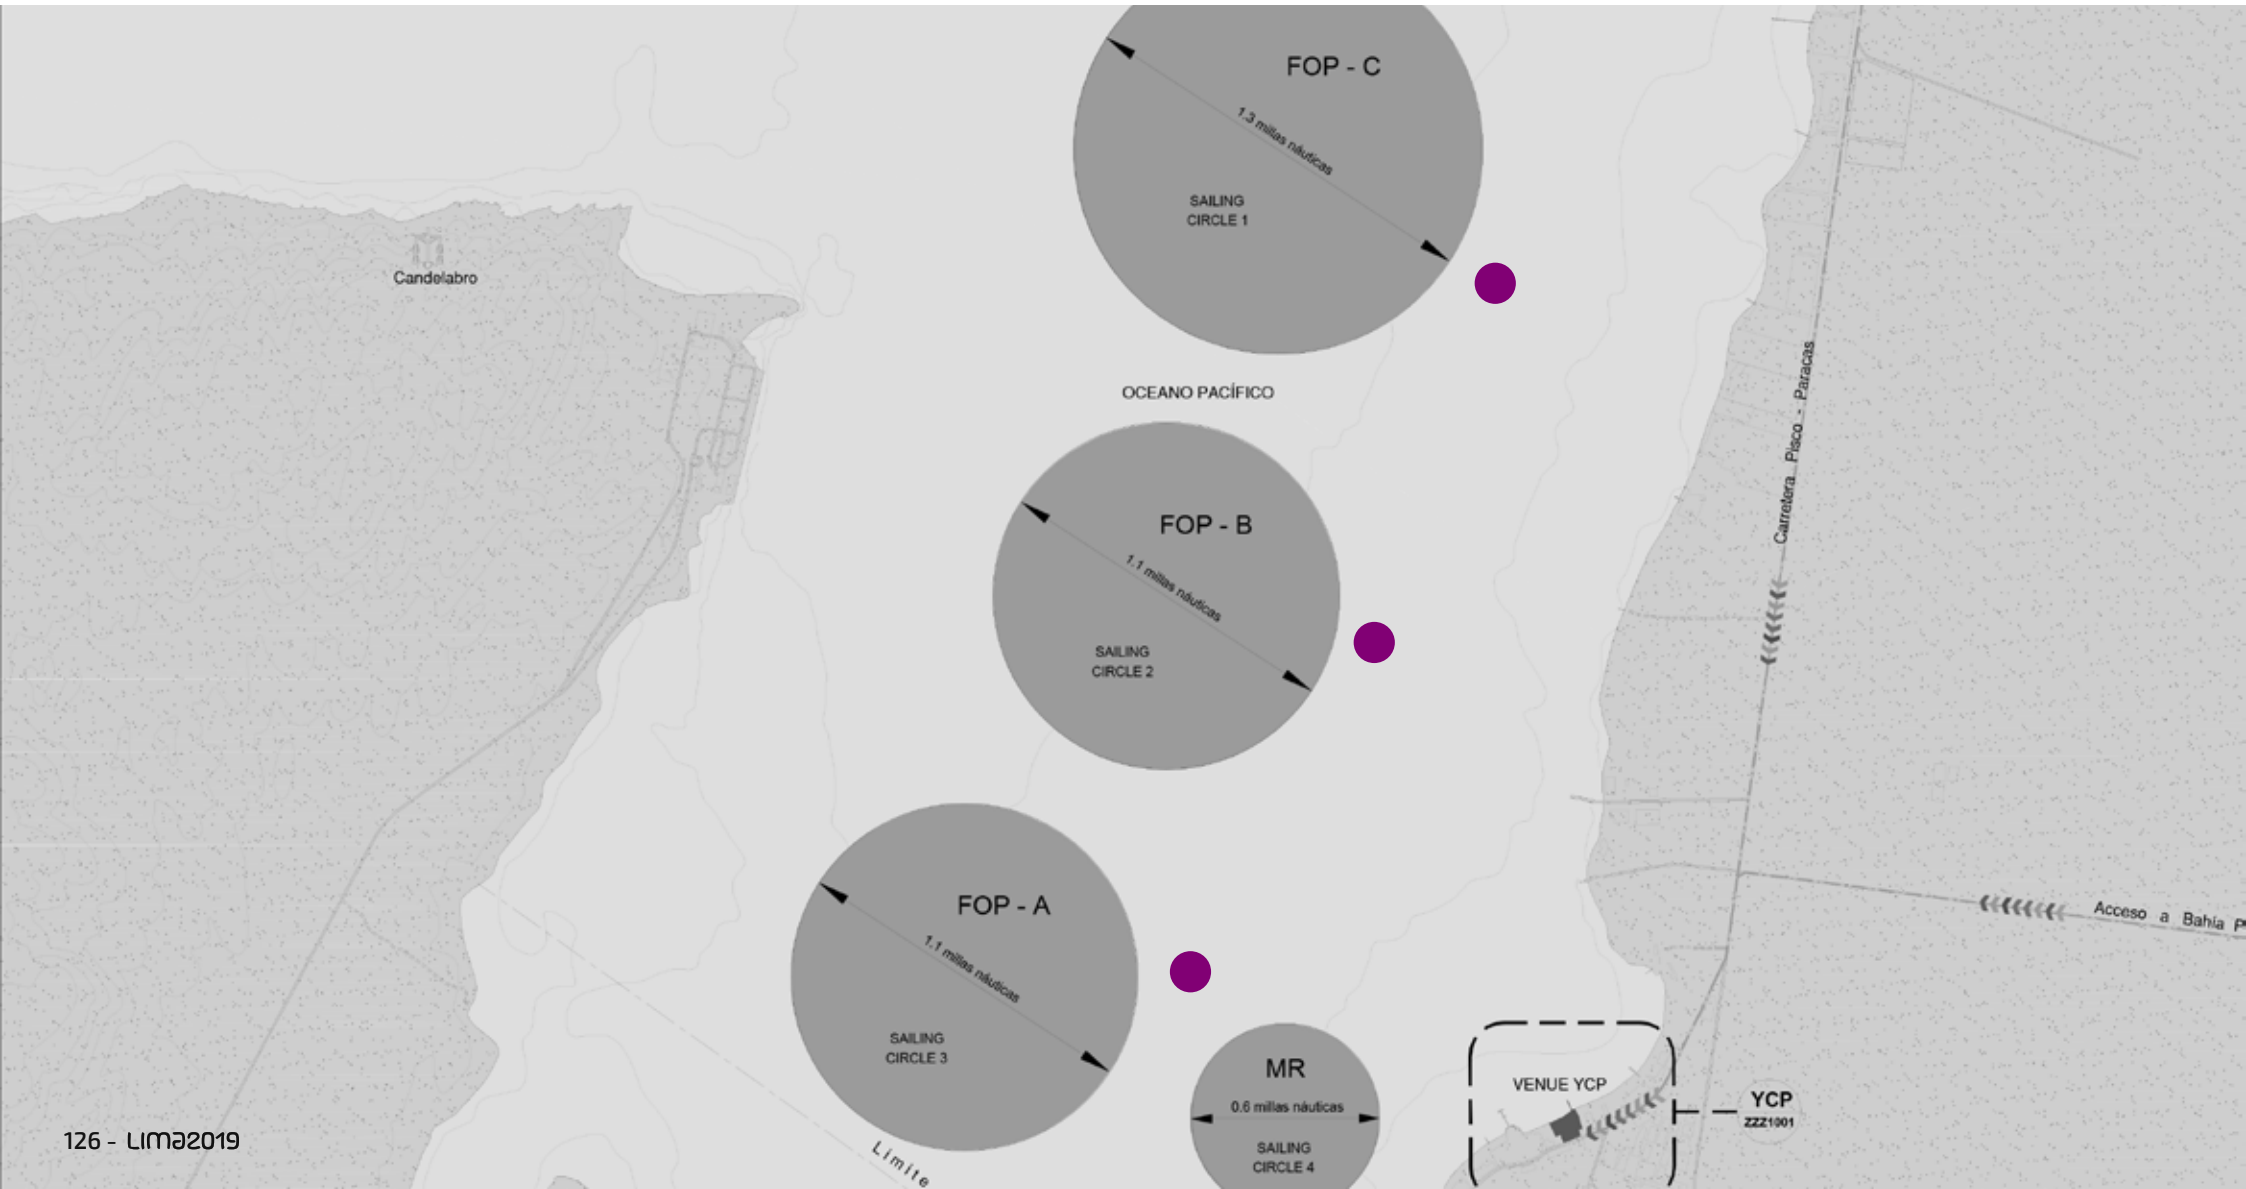 FOP - C
1.3 millas náuticas
SAILING
CIRCLE 1
Candelabro
OCEANO PACÍFICO
Carretera Pisco - Paracas
FOP - B
1.1 millas náuticas
SAILING
CIRCLE 2
FOP - A
1.1 millas náuticas
SAILING
CIRCLE 3
Acceso a Bahía
MR
0.6 millas náuticas
SAILING
CIRCLE 4
VENUE YCP
YCP
ZZZ1001
Limite
126 - LIMA2019